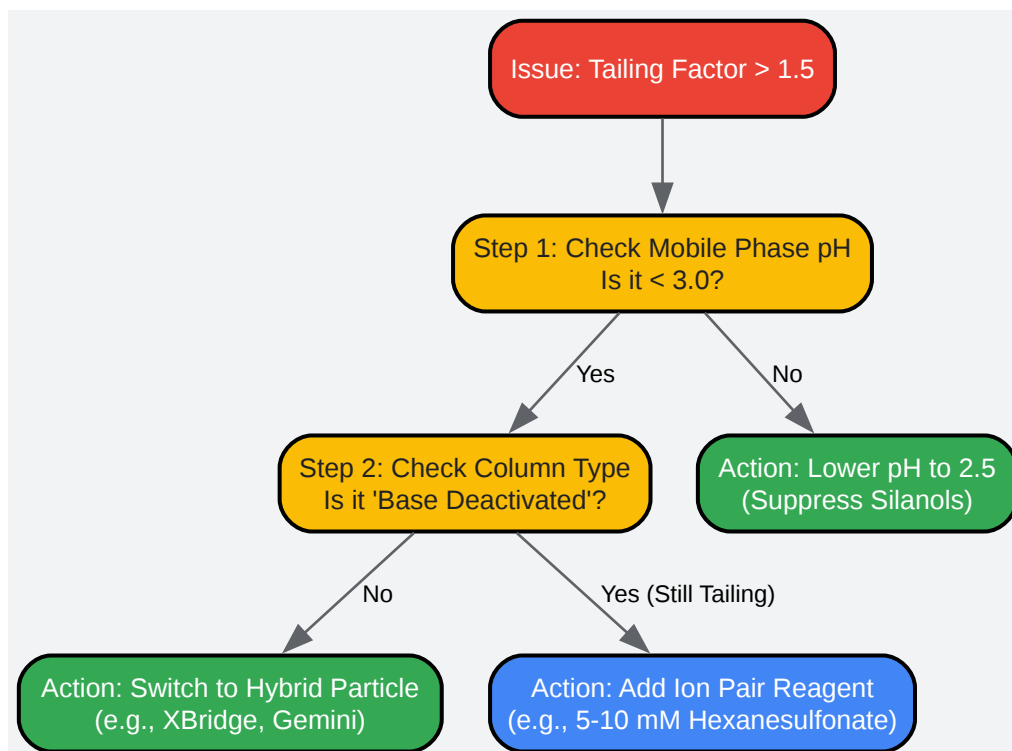 Issue: Tailing Factor > 1.5
Step 1: Check Mobile Phase pH
Is it < 3.0?
Yes
No
Step 2: Check Column Type
Is it 'Base Deactivated'?
Action: Lower pH to 2.5
(Suppress Silanols)
No
Yes (Still Tailing)
Action: Switch to Hybrid Particle
(e.g., XBridge, Gemini)
Action: Add Ion Pair Reagent
(e.g., 5-10 mM Hexanesulfonate)